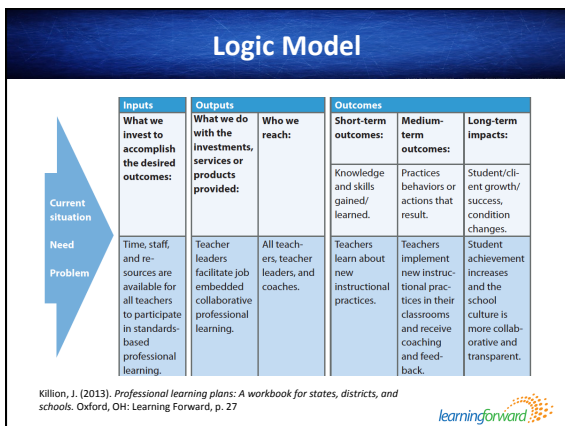 Logic Model
Current
situation
Need
Problem
Inputs
What we
invest to
accomplish
the desired
outcomes:
Time, staff,
and re-
sources are
available for
all teachers
to participate
in standards-
based
professional
learning.
Outputs
What we do
with the
investments,
services or
products
provided:
Teacher
leaders
facilitate job
embedded
collaborative
professional
learning.
Who we
reach:
All teach-
ers, teacher
leaders, and
coaches.
Outcomes
Short-term
outcomes:
Knowledge
and skills
gained/
learned.
Teachers
learn about
new
instructional
practices.
Medium-
term
outcomes:
Practices
behaviors or
actions that
result.
Teachers
implement
new instruc-
tional prac-
tices in their
classrooms
and receive
coaching
and feed-
back.
Long-term
impacts:
Student/cli-
ent growth/
success,
condition
changes.
Student
achievement
increases
and the
school
culture is
more collab-
orative and
transparent.
Killion, J. (2013). Professional learning plans: A workbook for states, districts, and
schools. Oxford, OH: Learning Forward, p. 27
learningforward